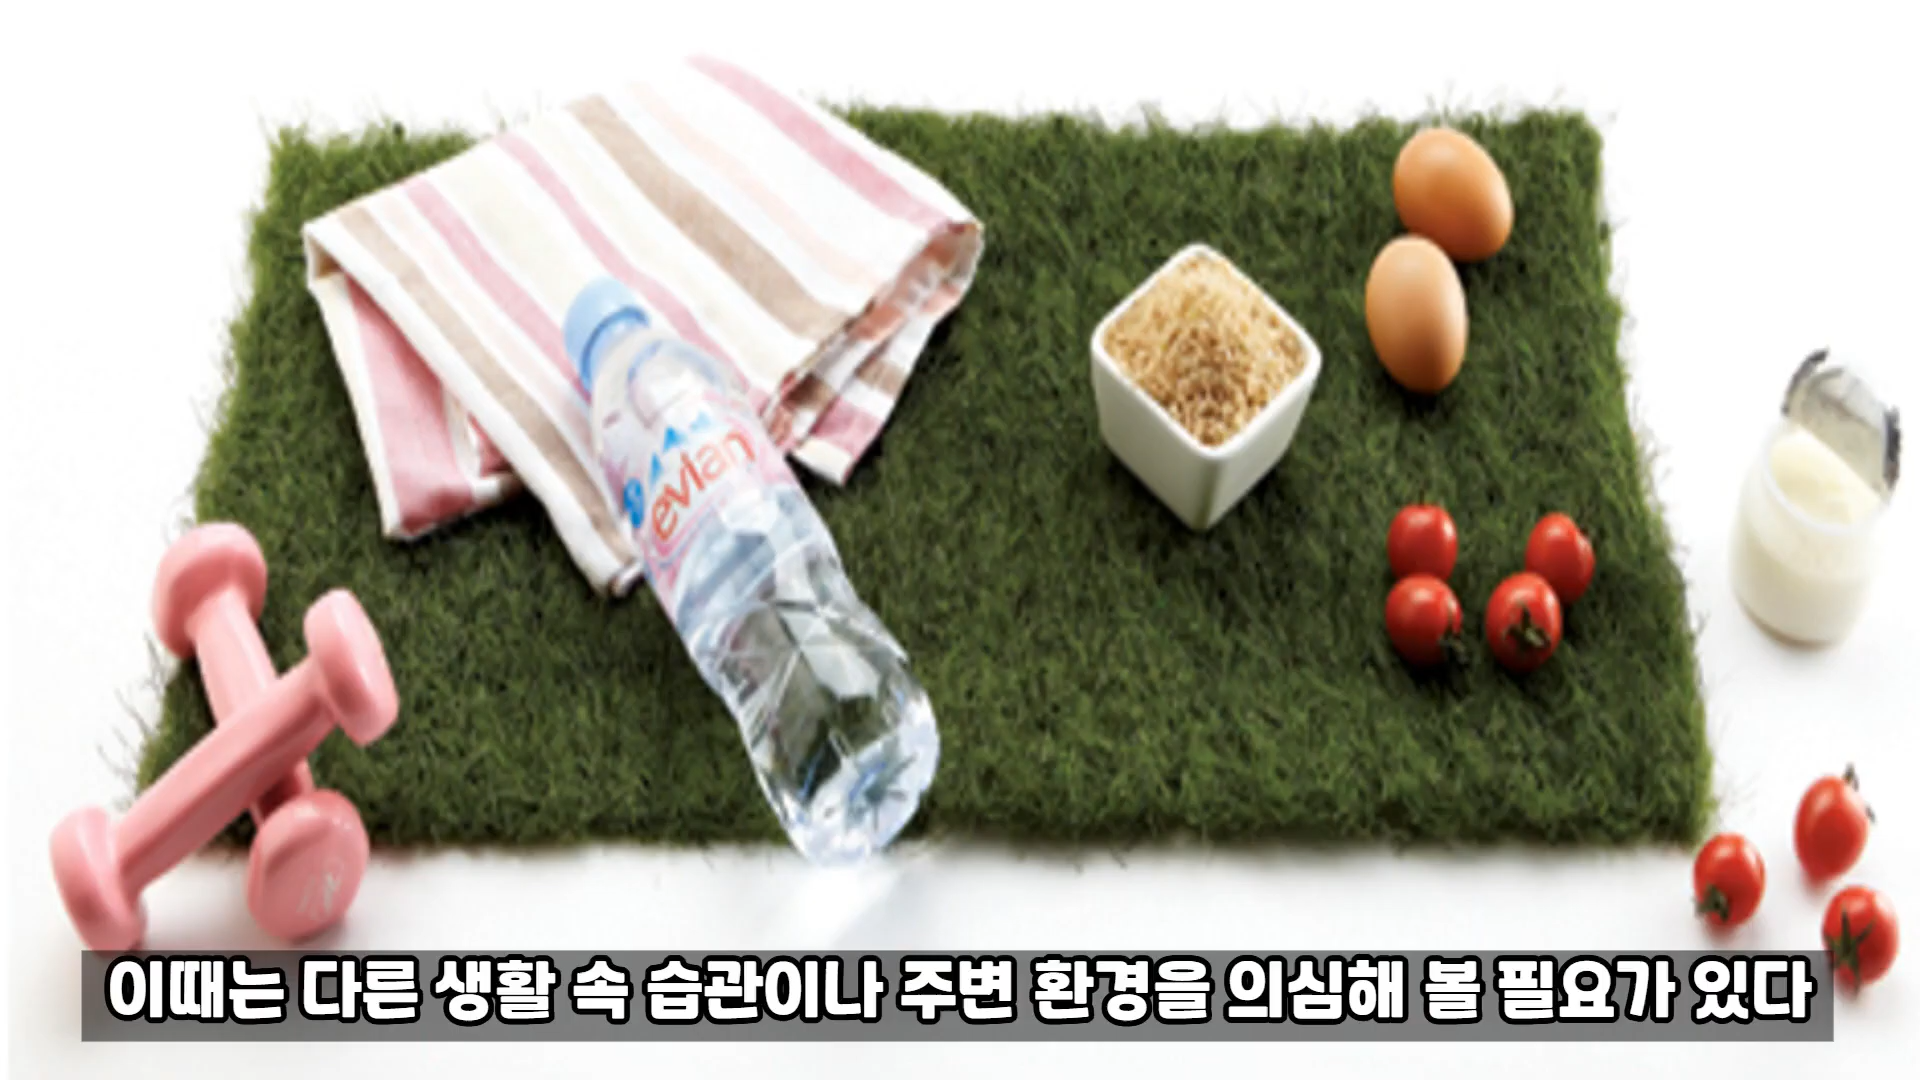 evian
이때는 다른 생활 속 습관이나 주변 환경을 의심해 볼 필요가 있다